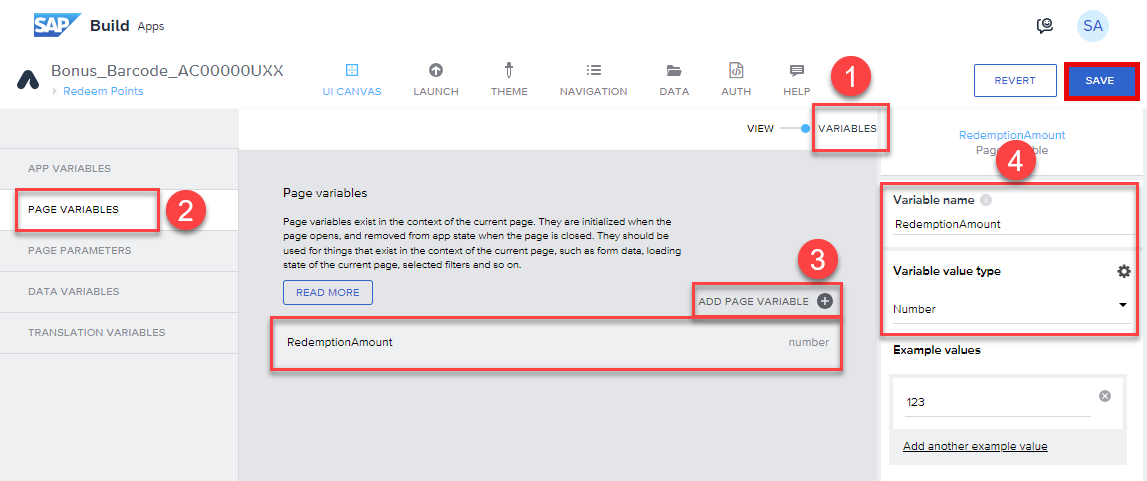 SAP Build Apps
SA
Bonus_Barcode_AC00000UXX
Redeem Points
UI CANVAS
LAUNCH
THEME
NAVIGATION
DATA
AUTH
HELP
REVERT
SAVE
1
VIEW
VARIABLES
APP VARIABLES
PAGE VARIABLES
2
PAGE PARAMETERS
DATA VARIABLES
TRANSLATION VARIABLES
Page variables
Page variables exist in the context of the current page. They are initialized when the
page opens, and removed from app state when the page is closed. They should be
used for things that exist in the context of the current page, such as form data, loading
state of the current page, selected filters and so on.
READ MORE
3
ADD PAGE VARIABLE
RedemptionAmount
number
RedemptionAmount
4
Variable name
RedemptionAmount
Variable value type
Number
Example values
123
Add another example value